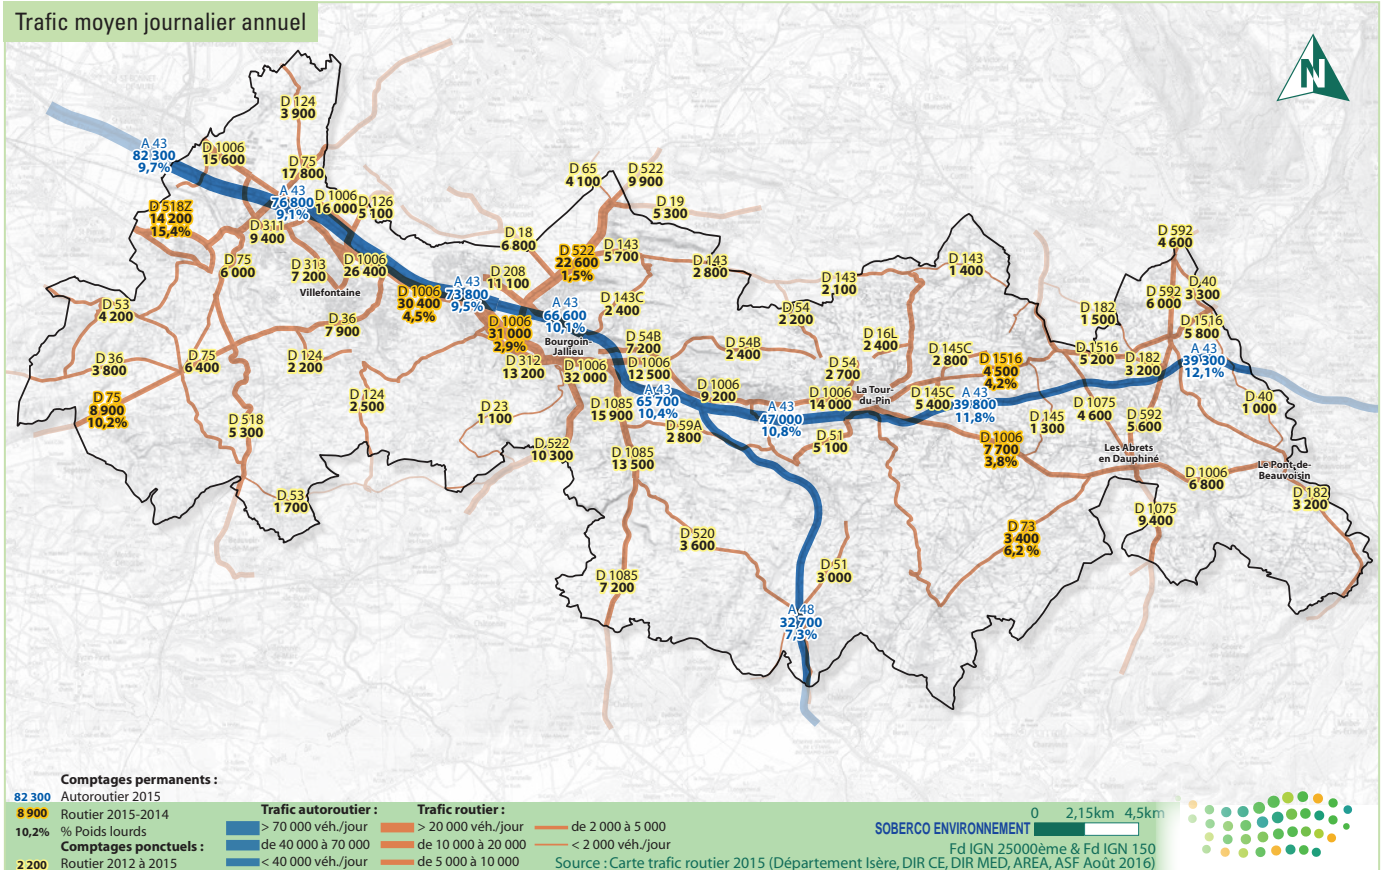 Trafic moyen journalier annuel
N
D 124
3 900
A 43
82 300
9,7%
D 1006
15 600
D 75
17 800
D 65
4 100
D 522
9 900
A 43
76 800
9,1%
D 1006
16 000
D 126
5 100
D 19
5 300
D 518Z
14 200
15,4%
D 311
9 400
D 18
6 800
D 522
22 600
1,5%
D 143
5 700
D 143
2 800
D 143
2 100
D 143
1 400
D 592
4 600
D 75
6 000
D 313
7 200
D 1006
26 400
Villefontaine
D 208
11 100
A 43
73 800
9,5%
D 1006
30 400
4,5%
D 592
6 000
D 40
3 300
D 53
4 200
D 36
7 900
A 43
66 600
10,1%
D 143C
2 400
D 54
2 200
D 182
1 500
D 1516
5 800
D 1006
31 000
2,9%
Bourgoin-
Jallieu
D 54B
7 200
D 54B
2 400
D 16L
2 400
D 145C
2 800
D 1516
5 200
D 182
3 200
A 43
39 300
12,1%
D 36
3 800
D 75
6 400
D 124
2 200
D 312
13 200
D 1006
32 000
D 1006
12 500
D 54
2 700
D 1516
4 500
4,2%
D 75
8 900
10,2%
D 124
2 500
D 23
1 100
D 1085
15 900
A 43
65 700
10,4%
D 1006
9 200
A 43
47 000
10,8%
D 1006
14 000
La Tour-
du-Pin
D 145C
5 400
A 43
39 800
11,8%
D 145
1 300
D 1075
4 600
D 592
5 600
D 40
1 000
D 518
5 300
D 59A
2 800
D 51
5 100
D 522
10 300
D 1085
13 500
D 1006
7 700
3,8%
Les Abrets
en Dauphiné
D 1006
6 800
Le Pont-de-
Beauvoisin
D 53
1 700
D 182
3 200
D 1075
9 400
D 520
3 600
D 73
3 400
6,2 %
D 1085
7 200
D 51
3 000
A 48
32 700
7,3%
Comptages permanents :
82 300 Autoroutier 2015
8 900 Routier 2015-2014
10,2% % Poids lourds
Comptages ponctuels :
2 200 Routier 2012 à 2015
Trafic autoroutier :
> 70 000 véh./jour
de 40 000 à 70 000
< 40 000 véh./jour
Trafic routier :
> 20 000 véh./jour
de 10 000 à 20 000
de 5 000 à 10 000
de 2 000 à 5 000
< 2 000 véh./jour
0 2,15km 4,5km
SOBERCO ENVIRONNEMENT
Fd IGN 25000ème & Fd IGN 150
Source : Carte trafic routier 2015 (Département Isère, DIR CE, DIR MED, AREA, ASF Août 2016)